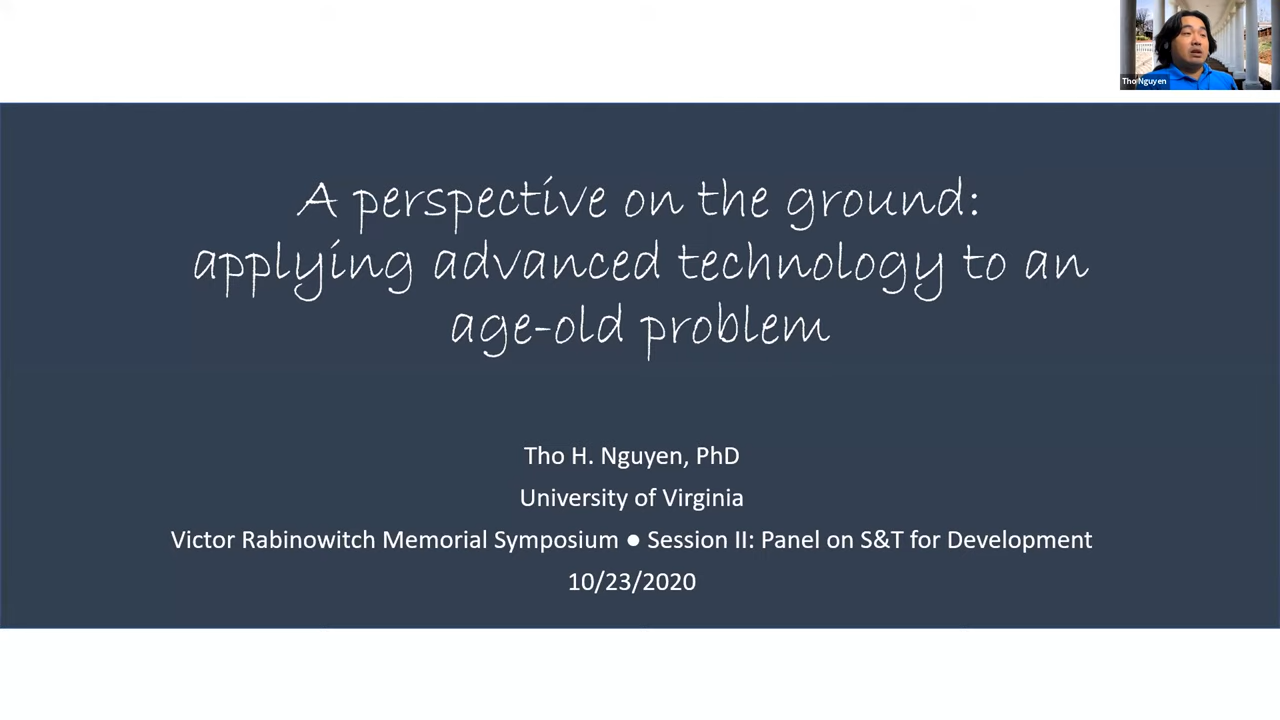 Tho Nguyen
A perspective on the ground:
applying advanced technology to an
age-old problem
Tho H. Nguyen, PhD
University of Virginia
Victor Rabinowitch Memorial Symposium ● Session II: Panel on S&T for Development
10/23/2020